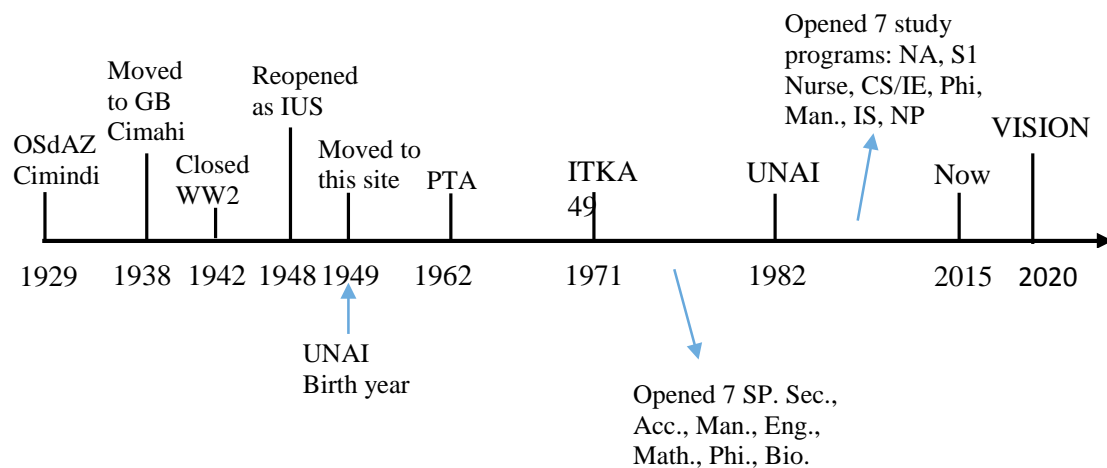 Opened 7 study
programs: NA, S1
Nurse, CS/IE, Phi,
Man., IS, NP
Moved
to GB
Cimahi
Reopened
as IUS
OSdAZ
Cimindi
Closed
WW2
Moved to
this site
PTA
ITKA
49
UNAI
Now
VISION
1929
1938
1942
1948
1949
1962
1971
1982
2015
2020
UNAI
Birth year
Opened 7 SP. Sec.,
Acc., Man., Eng.,
Math., Phi., Bio.